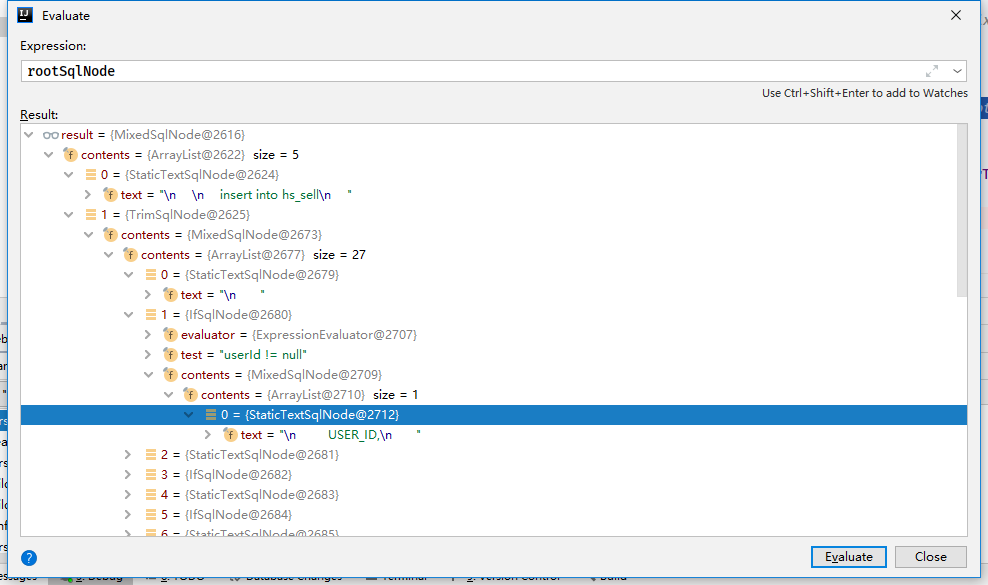 Evaluate
Expression:
rootSqlNode
Use Ctrl+Shift+Enter to add to Watches
Result:
result = {MixedSqlNode@2616}
contents = {ArrayList@2622} size = 5
0 = {StaticTextSqlNode@2624}
text = "\n \n insert into hs_sell\n "
1 = {TrimSqlNode@2625}
contents = {MixedSqlNode@2673}
contents = {ArrayList@2677} size = 27
0 = {StaticTextSqlNode@2679}
text = "\n "
1 = {IfSqlNode@2680}
evaluator = {ExpressionEvaluator@2707}
test = "userId != null"
contents = {MixedSqlNode@2709}
contents = {ArrayList@2710} size = 1
0 = {StaticTextSqlNode@2712}
text = "\n USER_ID,\n "
2 = {StaticTextSqlNode@2681}
3 = {IfSqlNode@2682}
4 = {StaticTextSqlNode@2683}
5 = {IfSqlNode@2684}
6 = {StaticTextSqlNode@2685}
Evaluate
Close